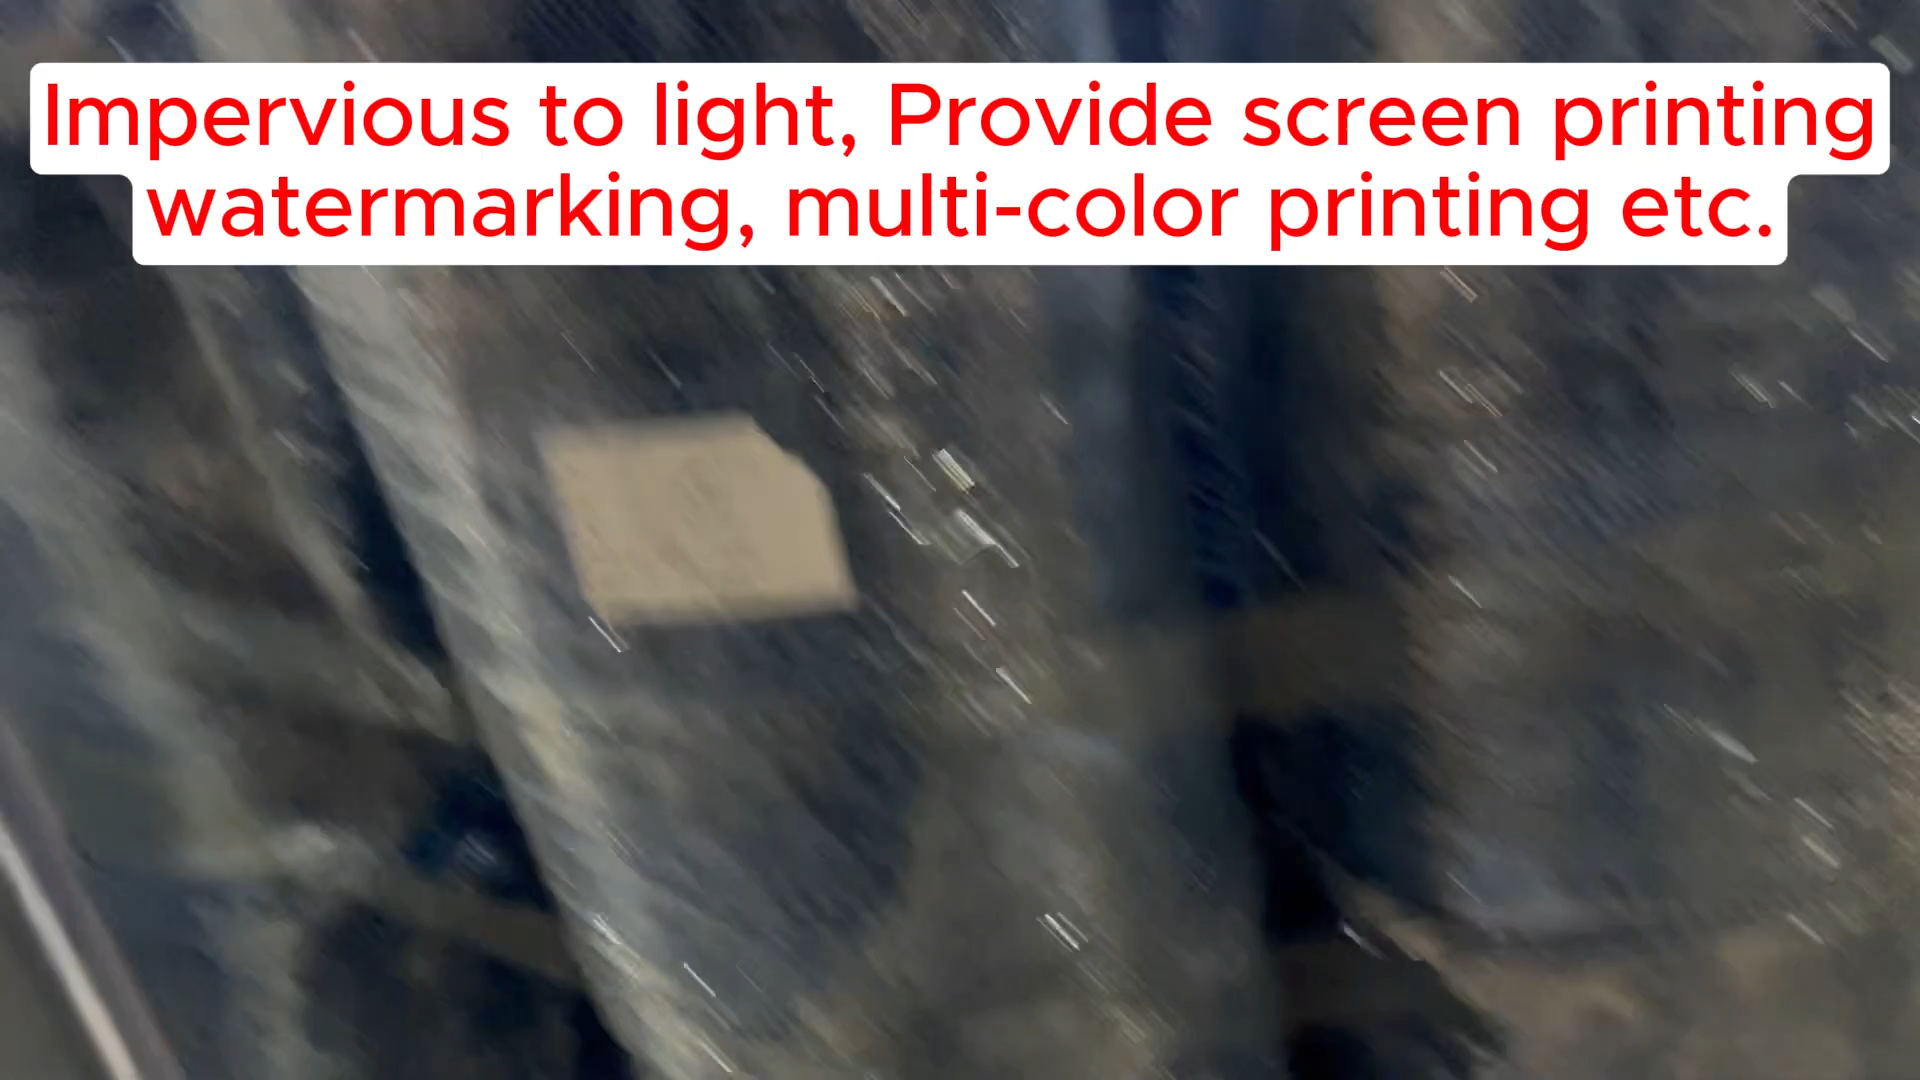 Impervious to light, Provide screen printing
watermarking, multi-color printing etc.